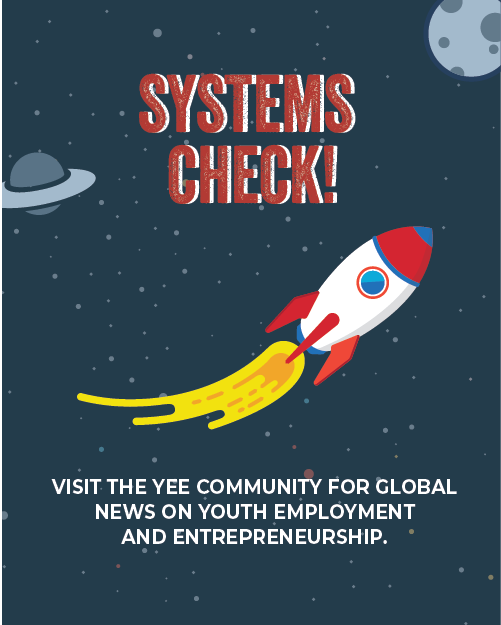 SYSTEMS
CHECK!
VISIT THE YEE COMMUNITY FOR GLOBAL
NEWS ON YOUTH EMPLOYMENT
AND ENTREPRENEURSHIP.